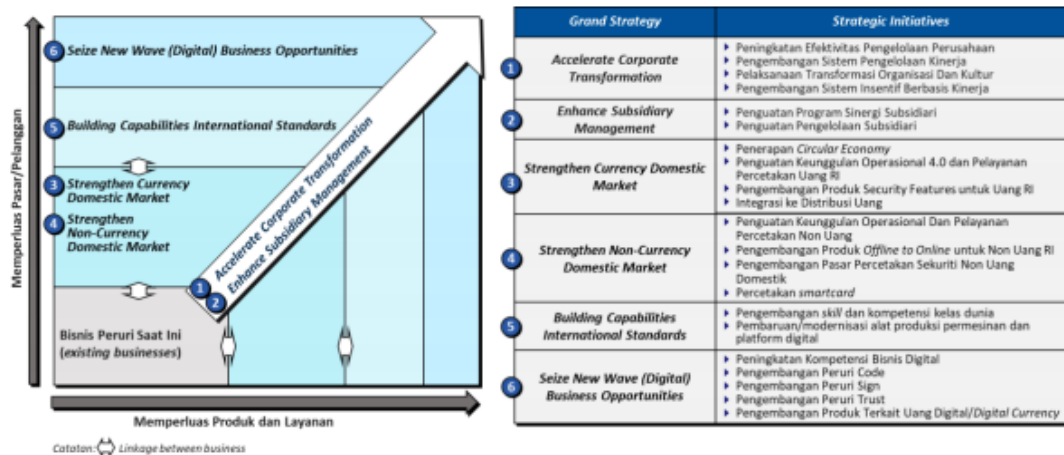 Memperluas Pasar/Pelanggan
6 Seize New Wave (Digital) Business Opportunities
5 Building Capabilities International Standards
3 Strengthen Currency
Domestic Market
4 Strengthen
Non-Currency
Domestic Market
1 Accelerate Corporate Transformation
2 Enhance Subsidiary Management
Bisnis Peruri Saat Ini
(existing businesses)
Memperluas Produk dan Layanan
Catatan: Linkage between business
Grand Strategy
Strategic Initiatives
1
Accelerate Corporate
Transformation
Peningkatan Efektivitas Pengelolaan Perusahaan
Pengembangan Sistem Pengelolaan Kinerja
Pelaksanaan Transformasi Organisasi Dan Kultur
Pengembangan Sistem Insentif Berbasis Kinerja
2
Enhance Subsidiary
Management
Penguatan Program Sinergi Subsidiari
Penguatan Pengelolaan Subsidiari
3
Strengthen Currency Domestic
Market
Penerapan Circular Economy
Penguatan Keunggulan Operasional 4.0 dan Pelayanan
Percetakan Uang RI
Pengembangan Produk Security Features untuk Uang RI
Integrasi ke Distribusi Uang
4
Strengthen Non-Currency
Domestic Market
Penguatan Keunggulan Operasional Dan Pelayanan
Percetakan Non Uang
Pengembangan Produk Offline to Online untuk Non Uang RI
Pengembangan Pasar Percetakan Sekuriti Non Uang
Domestik
Percetakan smartcard
5
Building Capabilities
International Standards
Pengembangan skill dan kompetensi kelas dunia
Pembaruan/modernisasi alat produksi permesinan dan
platform digital
6
Seize New Wave (Digital)
Business Opportunities
Peningkatan Kompetensi Bisnis Digital
Pengembangan Peruri Code
Pengembangan Peruri Sign
Pengembangan Peruri Trust
Pengembangan Produk Terkait Uang Digital/Digital Currency